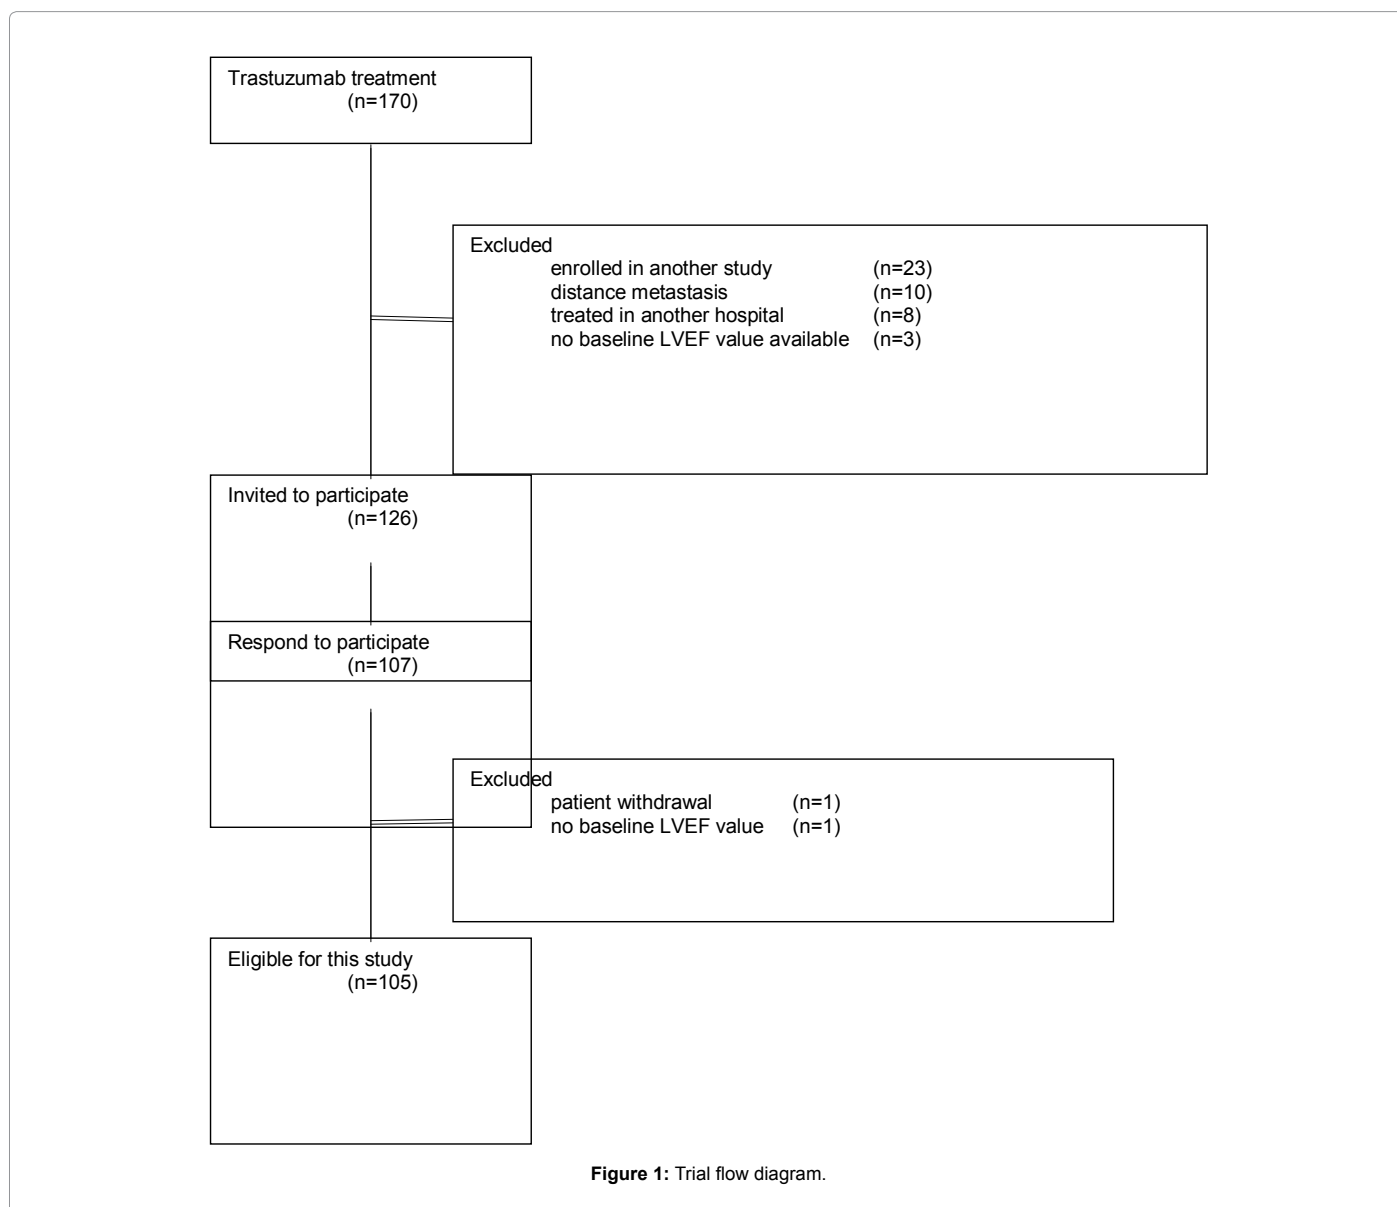 Trastuzumab treatment
(n=170)
Excluded
enrolled in another study (n=23)
distance metastasis (n=10)
treated in another hospital (n=8)
no baseline LVEF value available (n=3)
Invited to participate
(n=126)
Respond to participate
(n=107)
Excluded
patient withdrawal (n=1)
no baseline LVEF value (n=1)
Eligible for this study
(n=105)
Figure 1: Trial flow diagram.